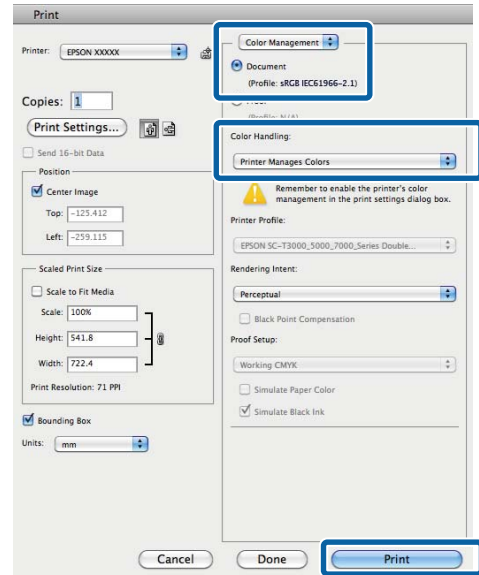 Print
Printer: EPSON XXXXX
Copies: 1
Print Settings...
Send 16-bit Data
Position
Center Image
Top: -125.412
Left: -259.115
Scaled Print Size
Scale to Fit Media
Scale: 100%
Height: 541.8
Width: 722.4
Print Resolution: 71 PPI
Bounding Box
Units: mm
Color Management
Document
(Profile: sRGB IEC61966-2.1)
(Profile: N/A)
Color Handling:
Printer Manages Colors
Remember to enable the printer's color
management in the print settings dialog box.
Printer Profile:
EPSON SC-T3000_5000_7000_Series Double...
Rendering Intent:
Perceptual
Black Point Compensation
Proof Setup:
Working CMYK
Simulate Paper Color
Simulate Black Ink
Cancel
Done
Print